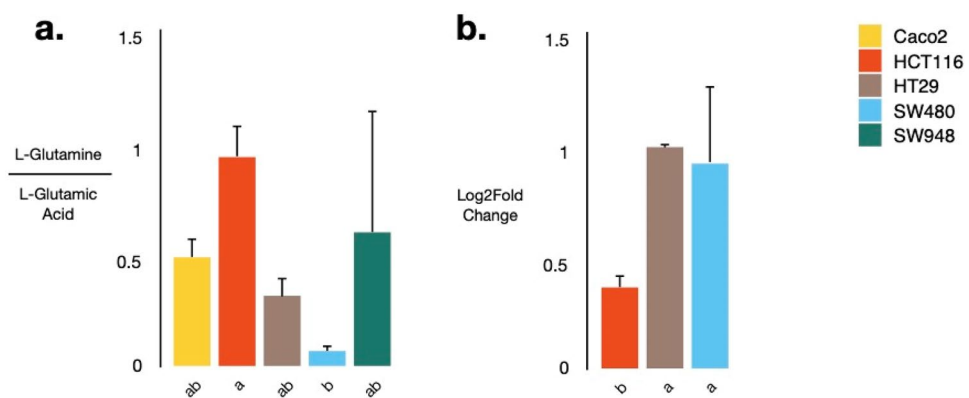 a.
1.5
1
0.5
0
L-Glutamine
L-Glutamic
Acid
ab
a
ab
b
ab
b.
1.5
1
0.5
0
Log2Fold
Change
b
a
a
Caco2
HCT116
HT29
SW480
SW948